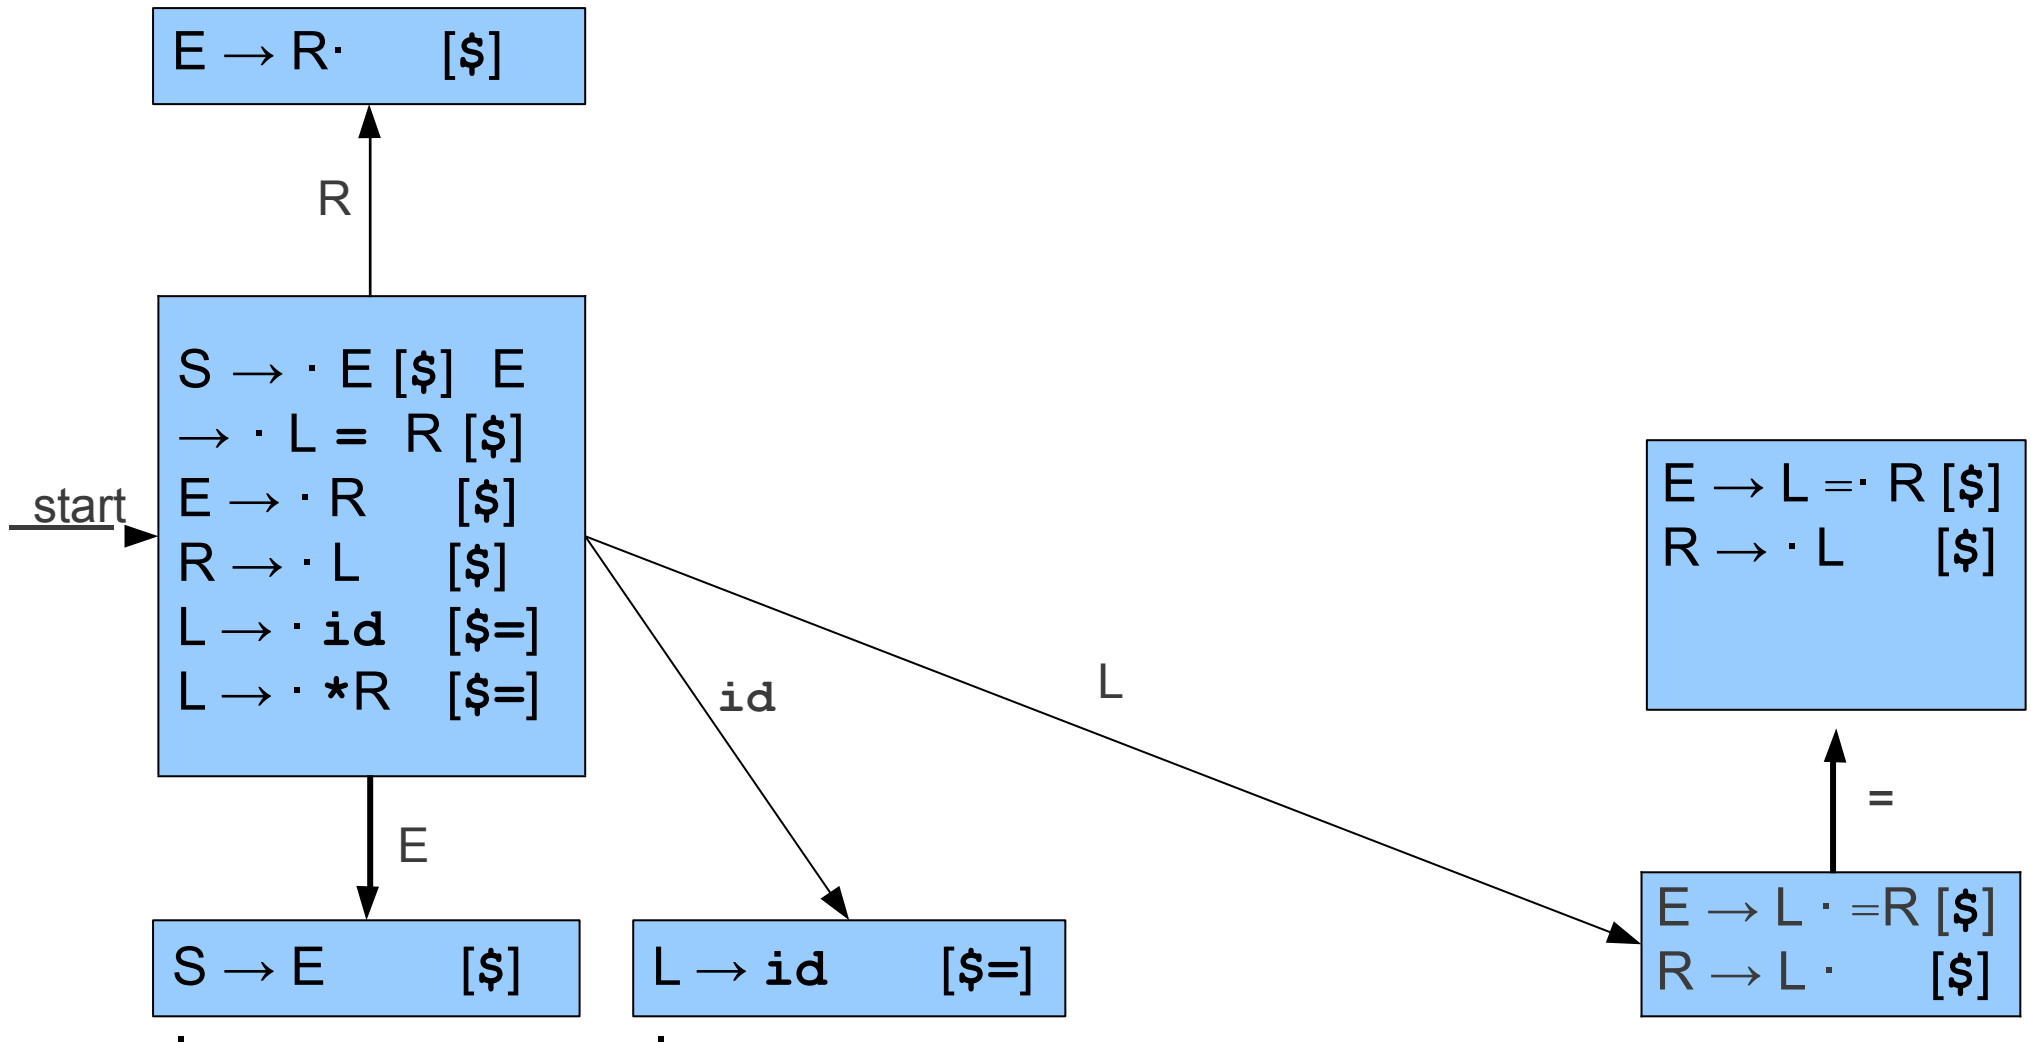 E → R· [$]
R
S → · E [$] E
→ · L = R [$]
E → · R [$]
R → · L [$]
L → · id [$=]
L → · *R [$=]
start
E → L =· R [$]
R → · L [$]
id
L
=
E
E → L · =R [$]
R → L · [$]
S → E [$]
·
L → id [$=]
·